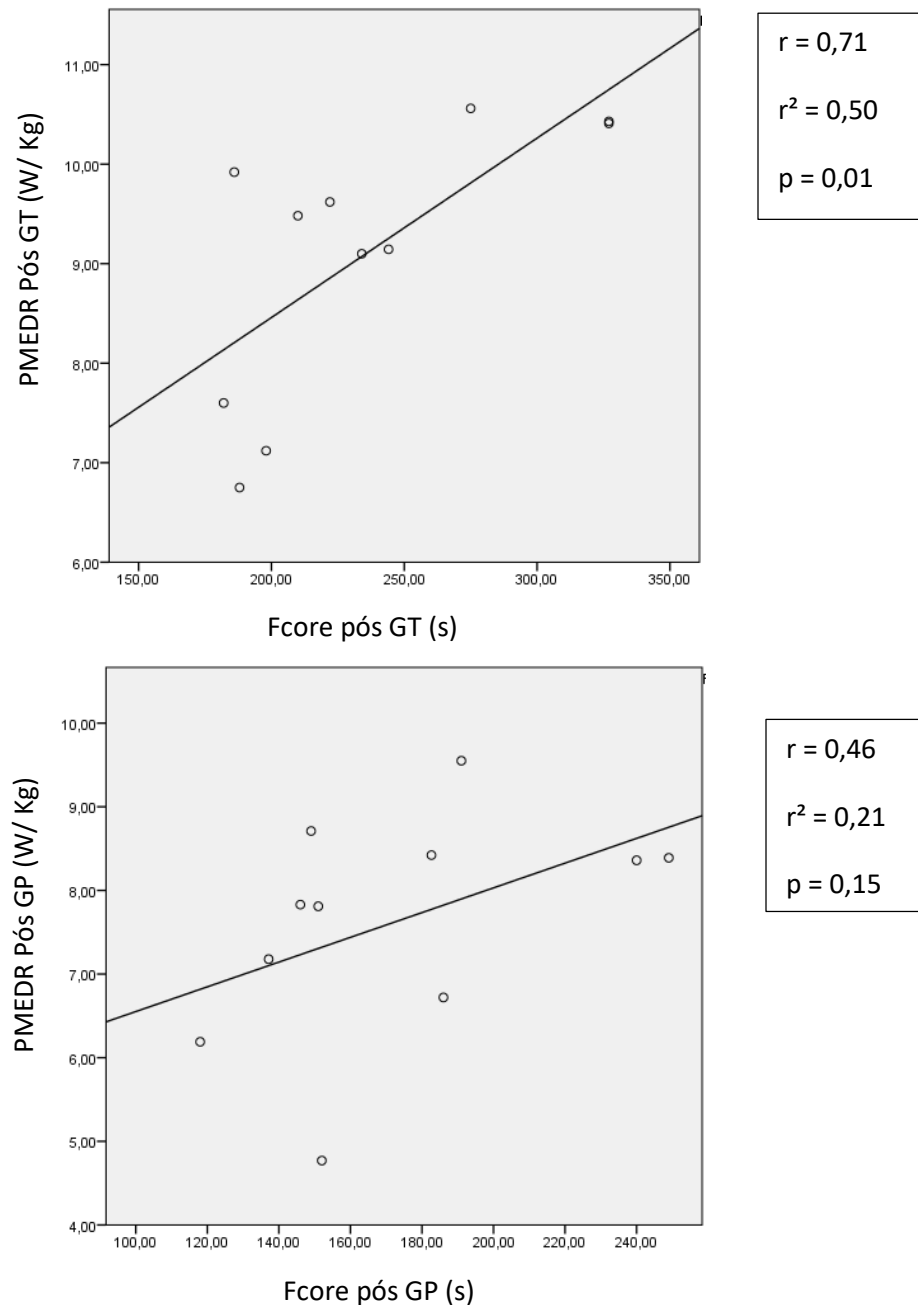 PMEDR Pós GT (W/ Kg)
11,00
10,00
9,00
8,00
7,00
6,00
150,00 200,00 250,00 300,00 350,00
Fcore pós GT (s)
r = 0,71
r² = 0,50
p = 0,01
PMEDR Pós GP (W/ Kg)
10,00
9,00
8,00
7,00
6,00
5,00
4,00
100,00 120,00 140,00 160,00 180,00 200,00 220,00 240,00
Fcore pós GP (s)
r = 0,46
r² = 0,21
p = 0,15